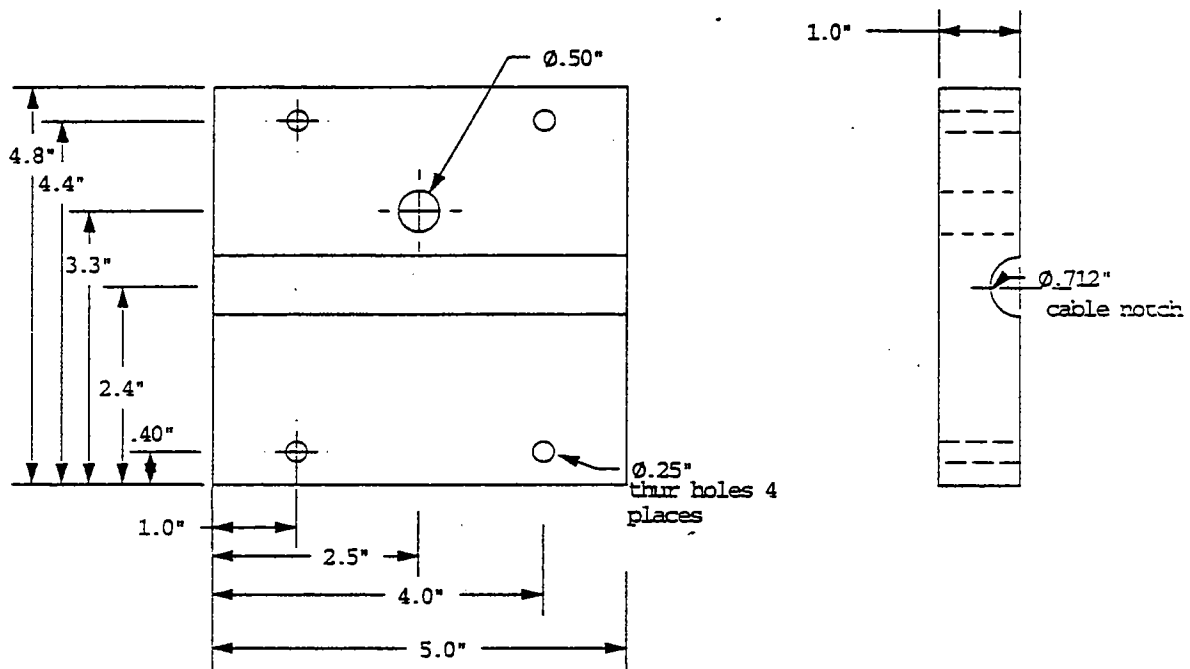 1.0"
Ø.50"
4.8"
4.4"
3.3"
Ø.712"
cable notch
2.4"
.40"
Ø.25"
thur holes 4
places
1.0"
2.5"
4.0"
5.0"